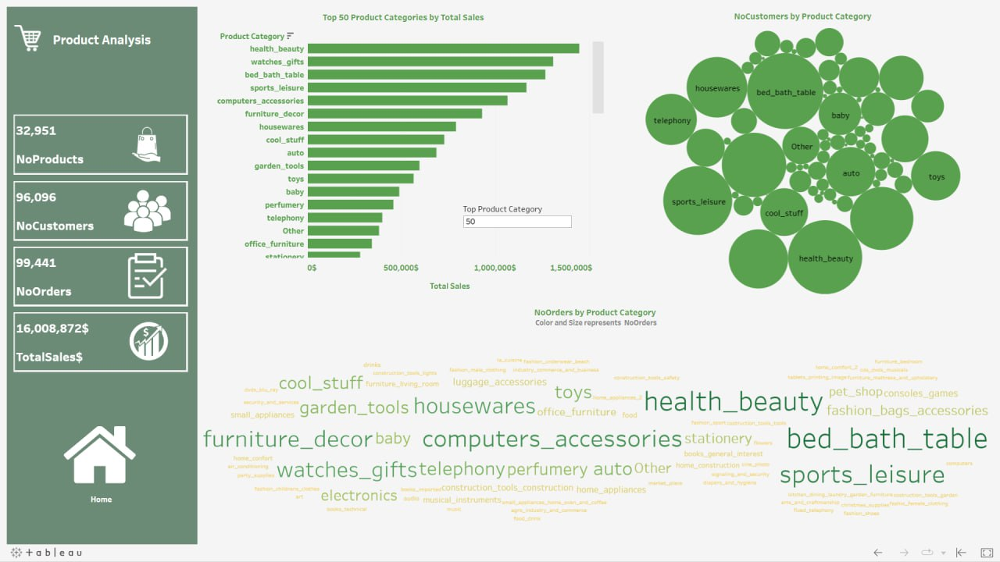 Product Analysis
32,951
NoProducts
96,096
NoCustomers
99,441
NoOrders
16,008,872$
TotalSales$
Home
Top 50 Product Categories by Total Sales
Product Category
health_beauty
watches_gifts
bed_bath_table
sports_leisure
computers_accessories
furniture_decor
housewares
cool_stuff
auto
garden_tools
toys
baby
perfumery
telephony
Other
office_furniture
stationery
Top Product Category
50
0$ 500,000$ 1,000,000$ 1,500,000$
Total Sales
NoCustomers by Product Category
housewares
bed_bath_table
baby
telephony
Other
auto
toys
sports_leisure
cool_stuff
health_beauty
NoOrders by Product Category
Color and Size represents NoOrders
la_cuisine fashion_underwear_beach
drinks
fashion_male_clothing industry_commerce_and_business
construction_tools_lights
construction_tools_safety
cool_stuff furniture_living_room luggage_accessories
dvds_blu_ray
toys home_appliances_2
security_and_services
garden_tools housewares office_furniture food
small_appliances
furniture_bedroom
home_comfort_2 cds_dvds_musicals
tablets_printing_image furniture_mattress_and_upholstery
health_beauty pet_shop consoles_games
fashion_bags_accessories
fashion_sport costruction_tools_tools
furniture_decor baby computers_accessories stationery flowers bed_bath_table
books_general_interest
home_confort
air_conditioning
party_supplies
watches_gifts telephony perfumery auto Other home_construction cine_photo
computers
signaling_and_security
sports_leisure
market_place
diapers_and_hygiene
fashion_childrens_clothes
art
electronics books_imported construction_tools_construction home_appliances
audio musical_instruments small_appliances_home_oven_and_coffee
books_technical
music
agro_industry_and_commerce
food_drink
kitchen_dining_laundry_garden_furniture costruction_tools_garden
arts_and_craftmanship christmas_supplies fashio_female_clothing
fixed_telephony
fashion_shoes
+ableau